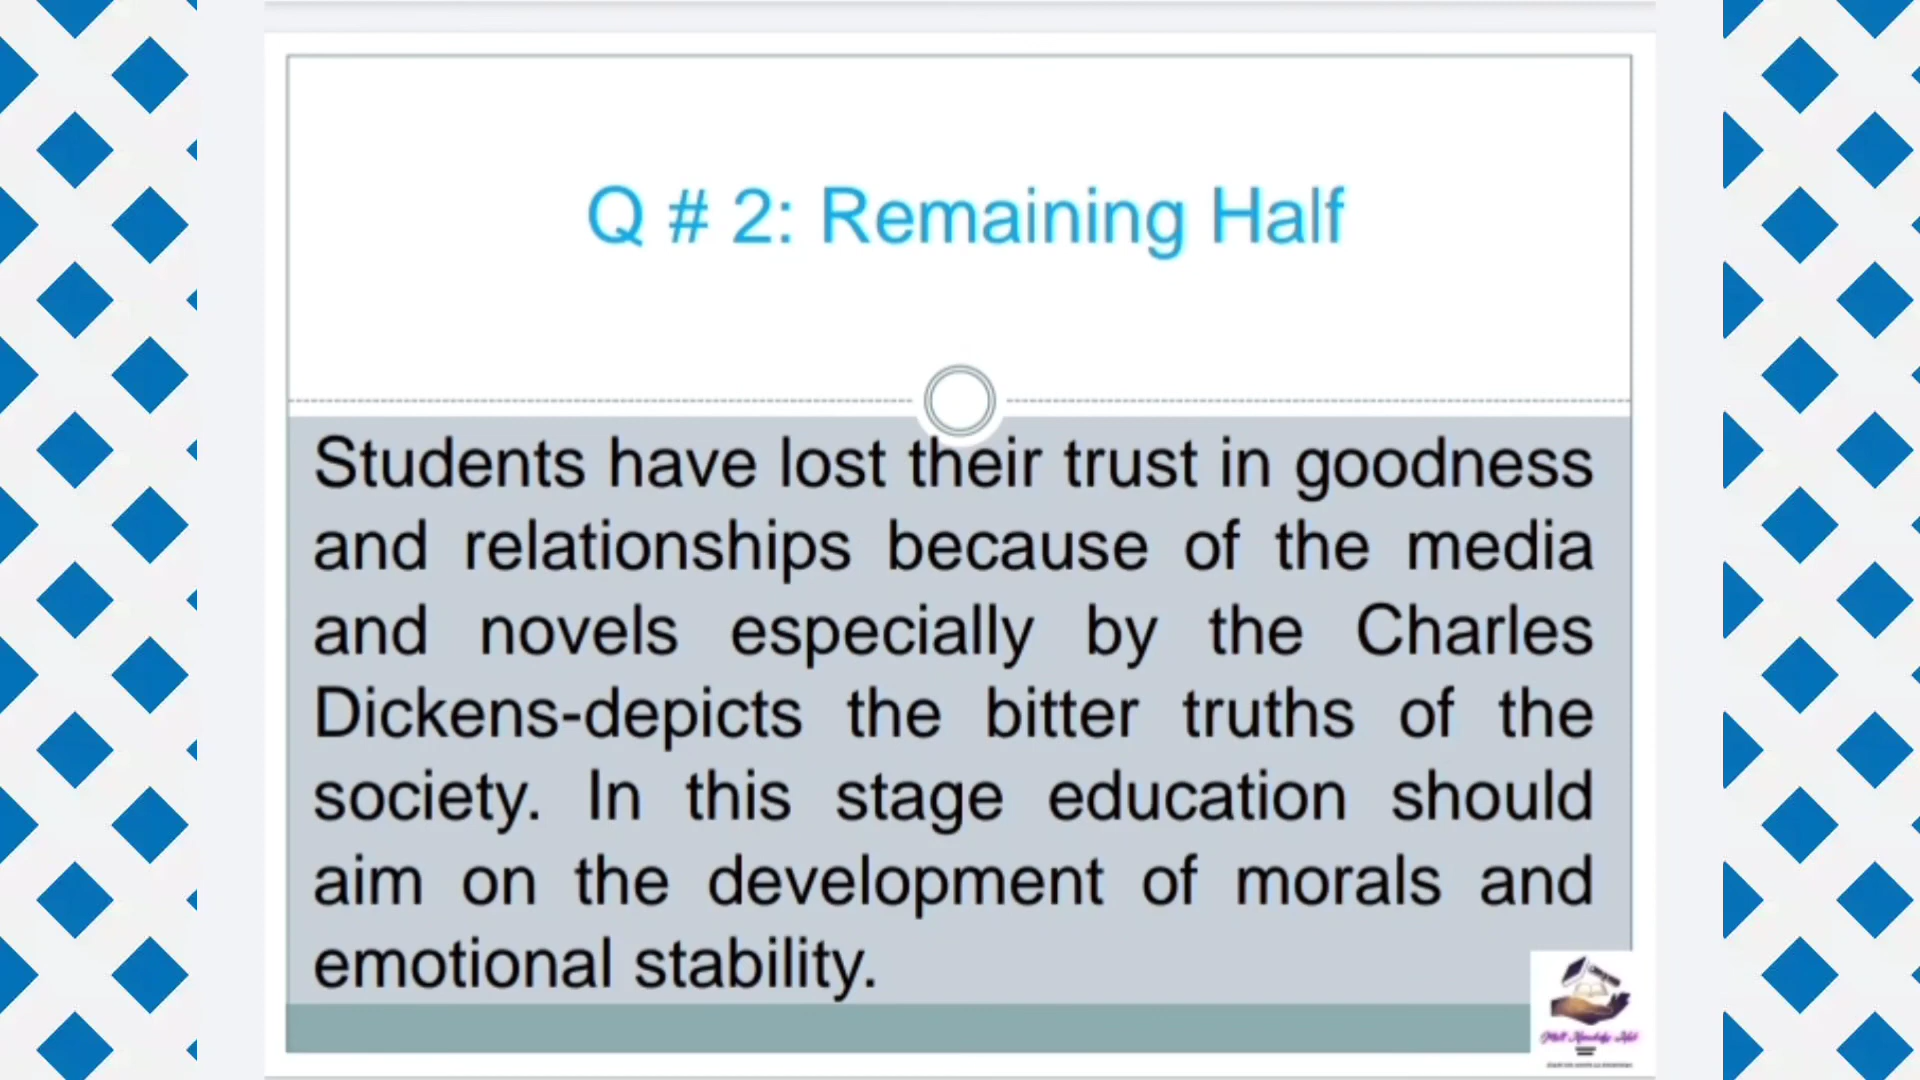 Q # 2: Remaining Half
Students have lost their trust in goodness
and relationships because of the media
and novels especially by the Charles
Dickens-depicts the bitter truths of the
society. In this stage education should
aim on the development of morals and
emotional stability.